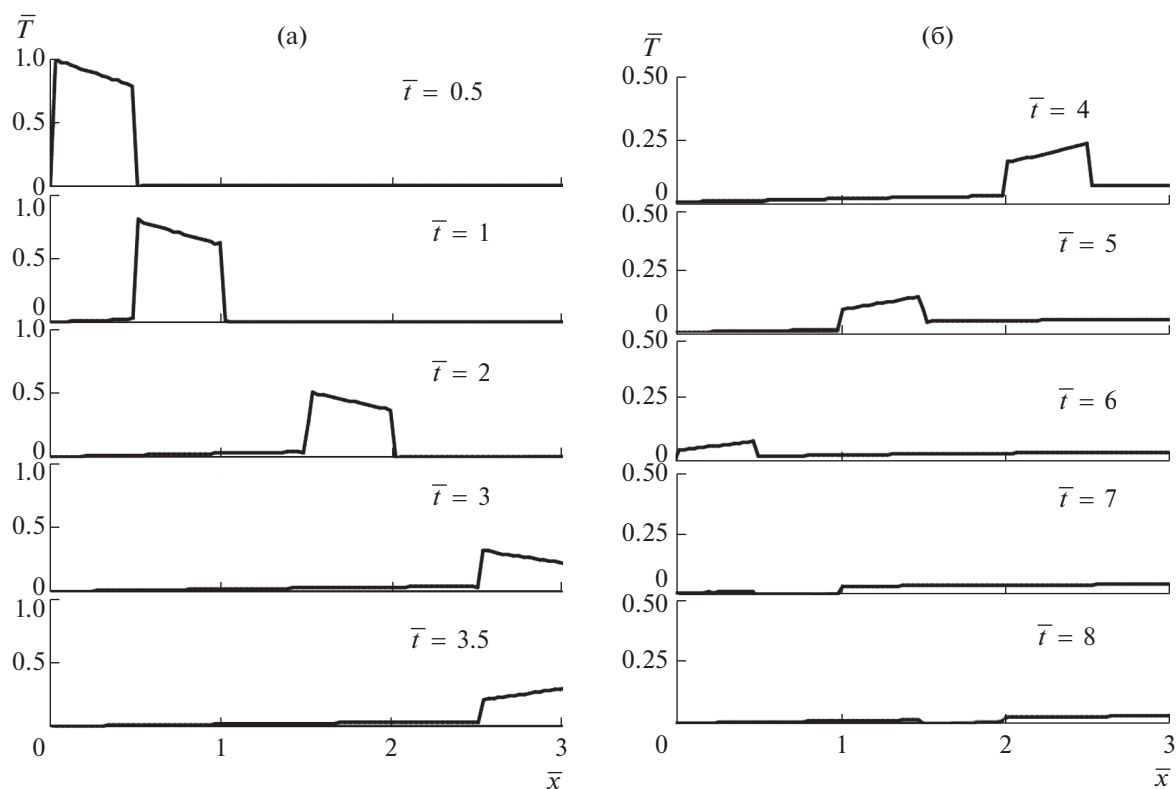 T̅
(а)
1.0
0.5
0
t̅ = 0.5
1.0
0.5
0
t̅ = 1
1.0
0.5
0
t̅ = 2
1.0
0.5
0
t̅ = 3
1.0
0.5
t̅ = 3.5
0 1 2 3
x̅
T̅
(б)
0.50
0.25
0
t̅ = 4
0.50
0.25
0
t̅ = 5
0.50
0.25
0
t̅ = 6
0.50
0.25
0
t̅ = 7
0.50
0.25
t̅ = 8
0 1 2 3
x̅